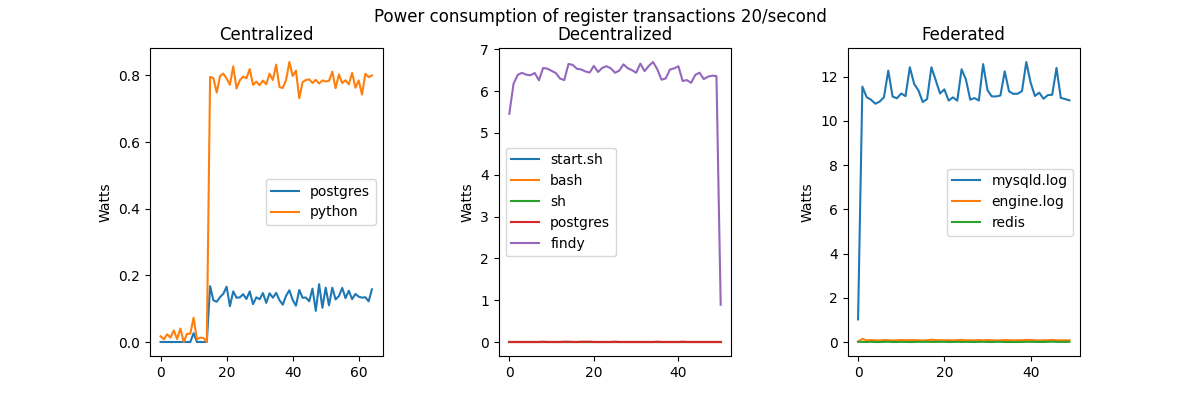 Power consumption of register transactions 20/second
Centralized
Watts
0.8
0.6
0.4
0.2
0.0
0
20
40
60
postgres
python
Decentralized
Watts
7
6
5
4
3
2
1
0
0
20
40
start.sh
bash
sh
postgres
findy
Federated
Watts
12
10
8
6
4
2
0
0
20
40
mysqld.log
engine.log
redis